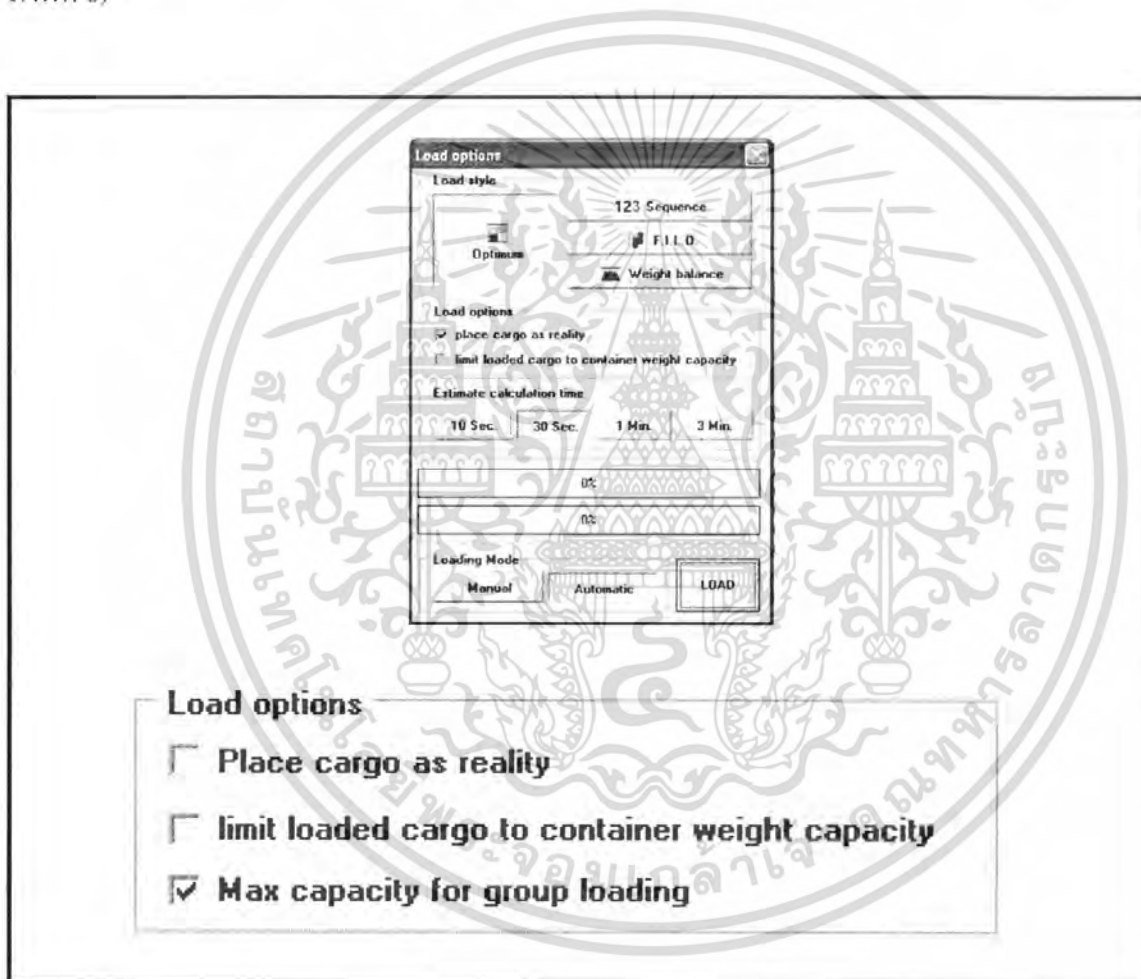 Load options
Load style
123 Sequence
Optimum
F.I.L.O.
Weight balance
Load options
place cargo as reality
limit loaded cargo to container weight capacity
Estimate calculation time
10 Sec. 30 Sec. 1 Min. 3 Min.
0%
0%
Loading Mode
Manual Automatic LOAD
Load options
Place cargo as reality
limit loaded cargo to container weight capacity
Max capacity for group loading